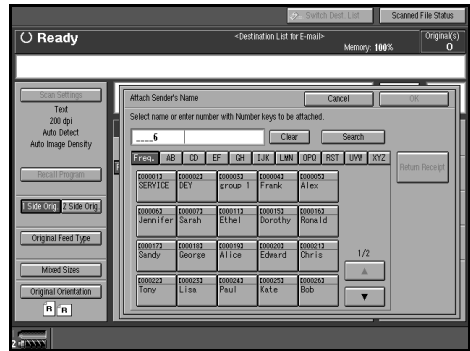 Switch Dest. List
Scanned File Status
Ready
<Destination List for E-mail>
Memory: 100%
Original(s)
0
Scan Settings
Text
200 dpi
Auto Detect
Auto Image Density
Recall Program
1 Side Orig. 2 Side Orig.
Original Feed Type
Mixed Sizes
Original Orientation
R R
Attach Sender's Name
Cancel
OK
Select name or enter number with Number keys to be attached.
____6
Clear
Search
Freq. AB CD EF GH IJK LMN OPQ RST UVW XYZ
Return Receipt
[00001] [00002] [00003] [00004] [00005]
SERVICE DEY group 1 Frank Alex
[00006] [00007] [00011] [00015] [00016]
Jennifer Sarah Ethel Dorothy Ronald
[00017] [00018] [00019] [00020] [00021]
Sandy George Alice Edward Chris
1/2
[00022] [00023] [00024] [00025] [00026]
Tony Lisa Paul Kate Bob
2